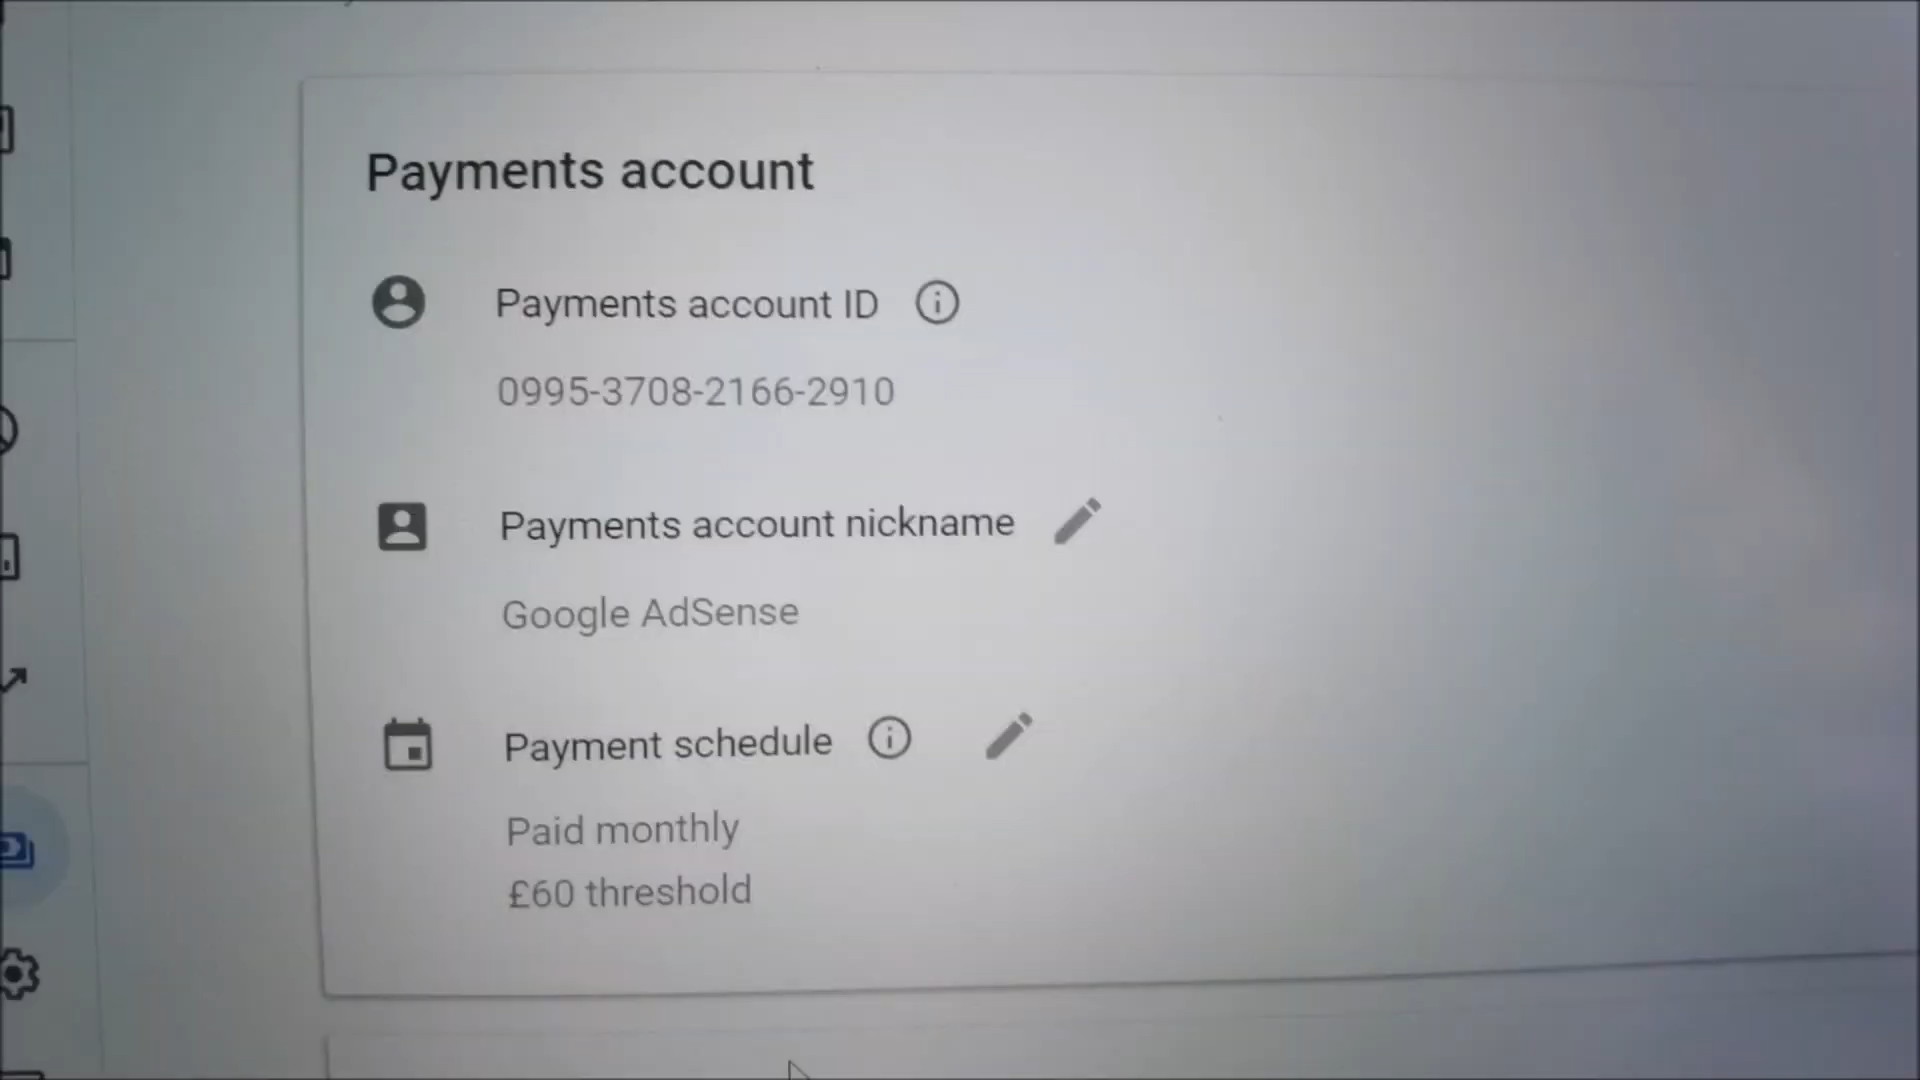 Payments account
Payments account ID
0995-3708-2166-2910
Payments account nickname
Google AdSense
Payment schedule
Paid monthly
£60 threshold